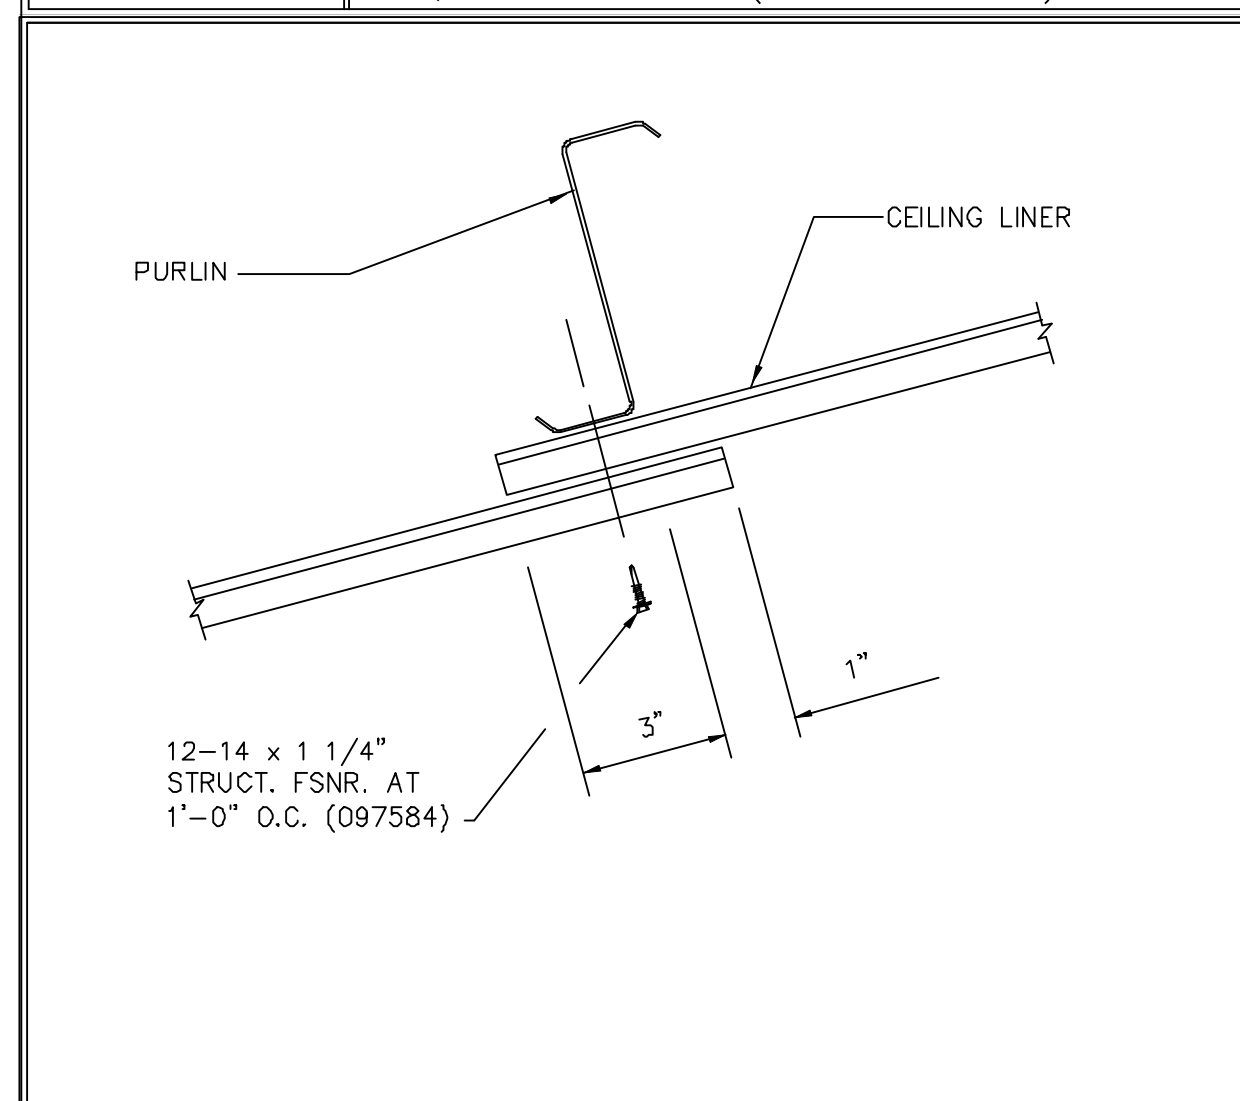 CEILING LINER
PURLIN
1"
3"
12-14 x 1 1/4"
STRUCT. FSNR. AT
1'-0" O.C. (097584)